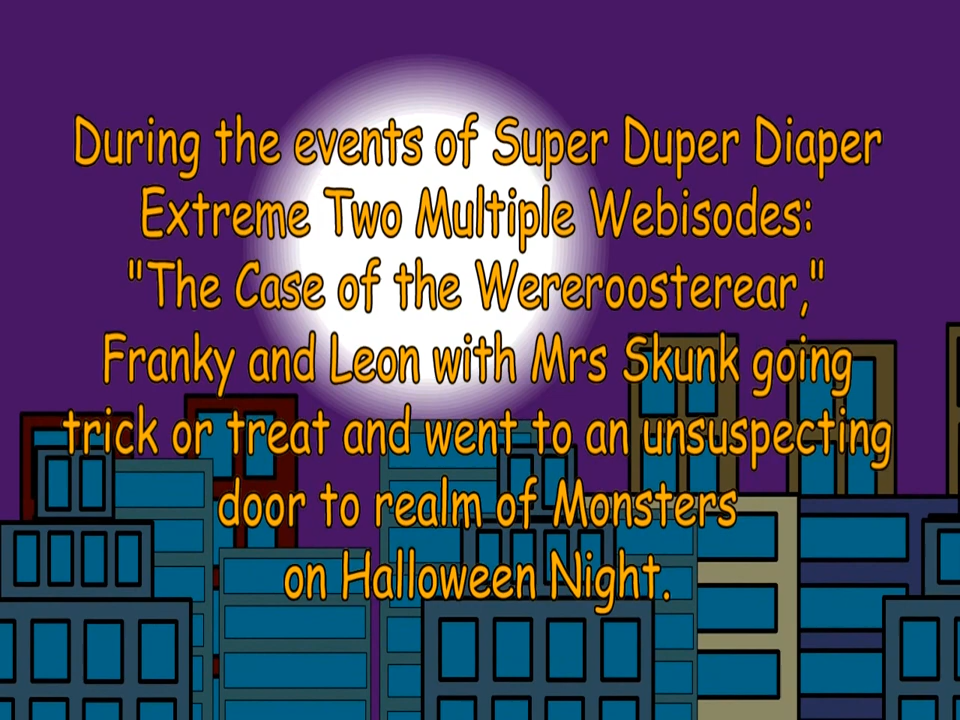 During the events of Super Duper Diaper
Extreme Two Multiple Webisodes:
"The Case of the Wereroosterear,"
Franky and Leon with Mrs Skunk going
trick or treat and went to an unsuspecting
door to realm of Monsters
on Halloween Night.